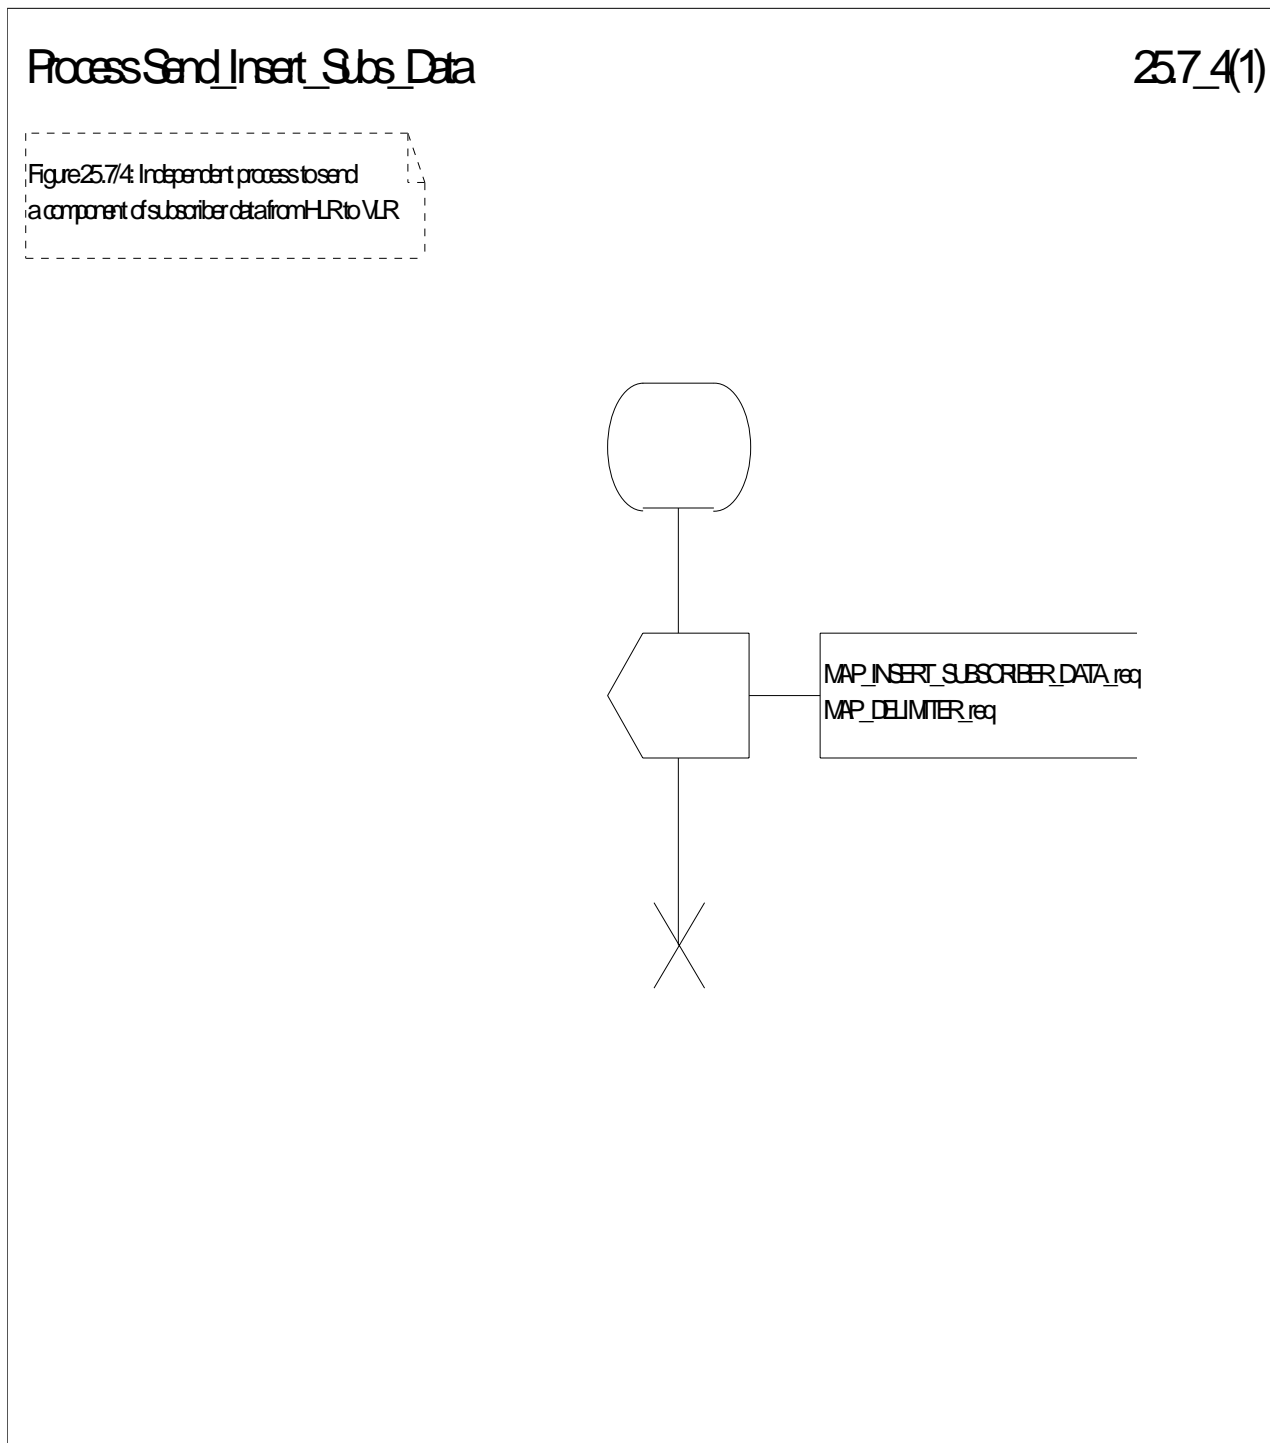 Process Send_Insert_Subs_Data
25.7_4(1)
Figure 25.7/4: Independent process to send
a component of subscriber data from HLR to VLR
MAP_INSERT_SUBSCRIBER_DATA_req
MAP_DELIMITER_req